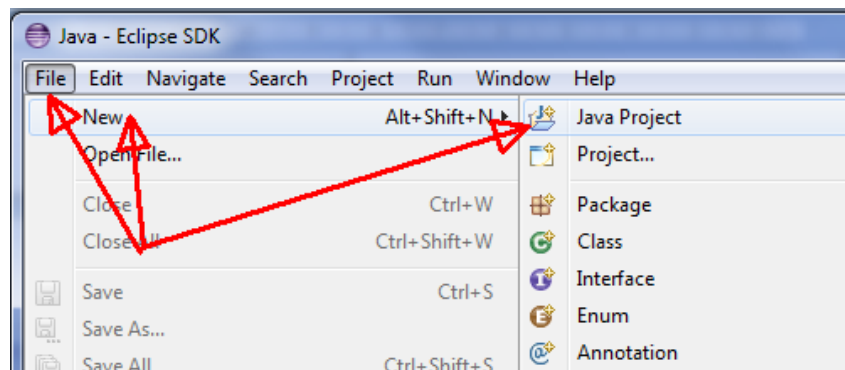 Java - Eclipse SDK
File Edit Navigate Search Project Run Window Help
New Alt+Shift+N
Open File...
Close Ctrl+W
Close All Ctrl+Shift+W
Save Ctrl+S
Save As...
Save All Ctrl+Shift+S
Java Project
Project...
Package
Class
Interface
Enum
Annotation